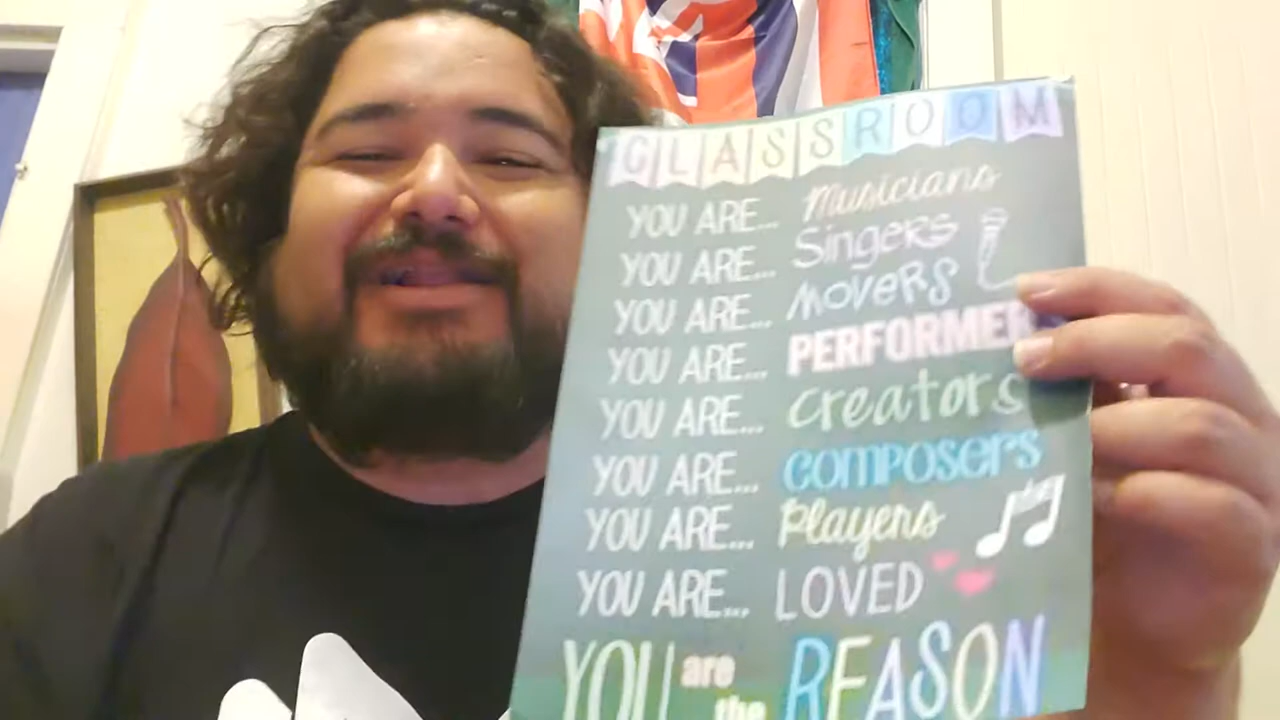 CLASSROOM
YOU ARE... musicians
YOU ARE... Singers
YOU ARE... MOVERS
YOU ARE... PERFORMER
YOU ARE... creators
YOU ARE... composers
YOU ARE... Players
YOU ARE... LOVED
YOU are the REASON